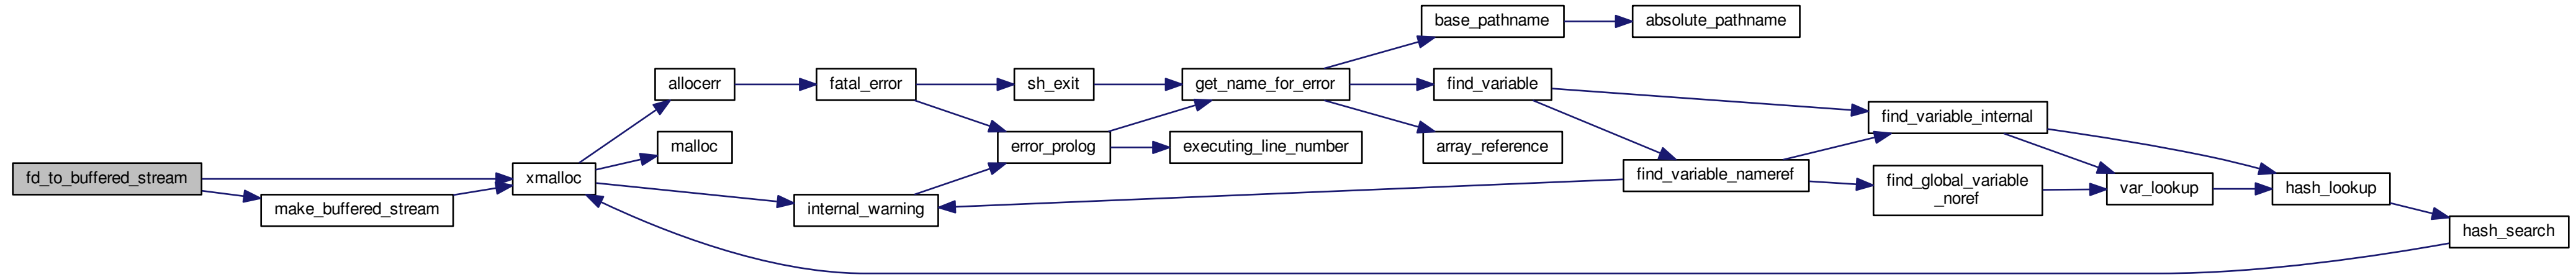 fd_to_buffered_stream
make_buffered_stream
xmalloc
allocerr
malloc
internal_warning
fatal_error
sh_exit
error_prolog
get_name_for_error
executing_line_number
base_pathname
find_variable
array_reference
absolute_pathname
find_variable_nameref
find_variable_internal
find_global_variable
_noref
var_lookup
hash_lookup
hash_search